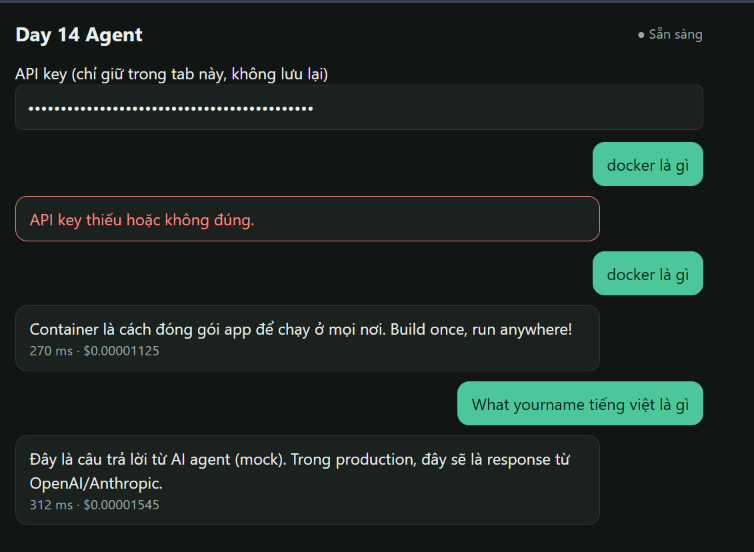 Day 14 Agent
● Sẵn sàng
API key (chỉ giữ trong tab này, không lưu lại)
••••••••••••••••••••••••••••••••••••••••••••
docker là gì
API key thiếu hoặc không đúng.
docker là gì
Container là cách đóng gói app để chạy ở mọi nơi. Build once, run anywhere!
270 ms · $0.00001125
What yourname tiếng việt là gì
Đây là câu trả lời từ AI agent (mock). Trong production, đây sẽ là response từ
OpenAI/Anthropic.
312 ms · $0.00001545